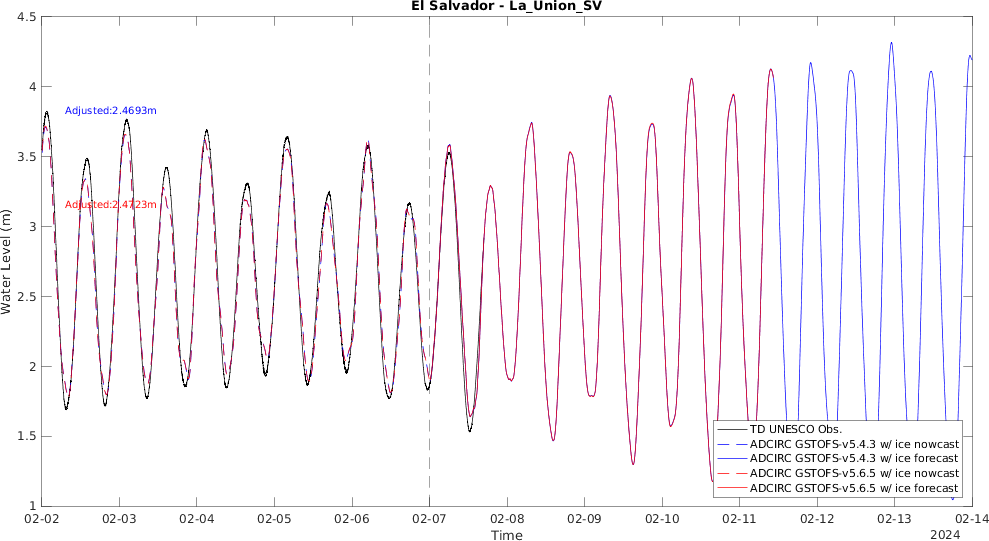 El Salvador - La_Union_SV
4.5
4
3.5
3
2.5
2
1.5
1
Water Level (m)
Adjusted:2.4693m
Adjusted:2.4723m
TD UNESCO Obs.
ADCIRC GSTOFS-v5.4.3 w/ ice nowcast
ADCIRC GSTOFS-v5.4.3 w/ ice forecast
ADCIRC GSTOFS-v5.6.5 w/ ice nowcast
ADCIRC GSTOFS-v5.6.5 w/ ice forecast
02-02 02-03 02-04 02-05 02-06 02-07 02-08 02-09 02-10 02-11 02-12 02-13 02-14
Time
2024